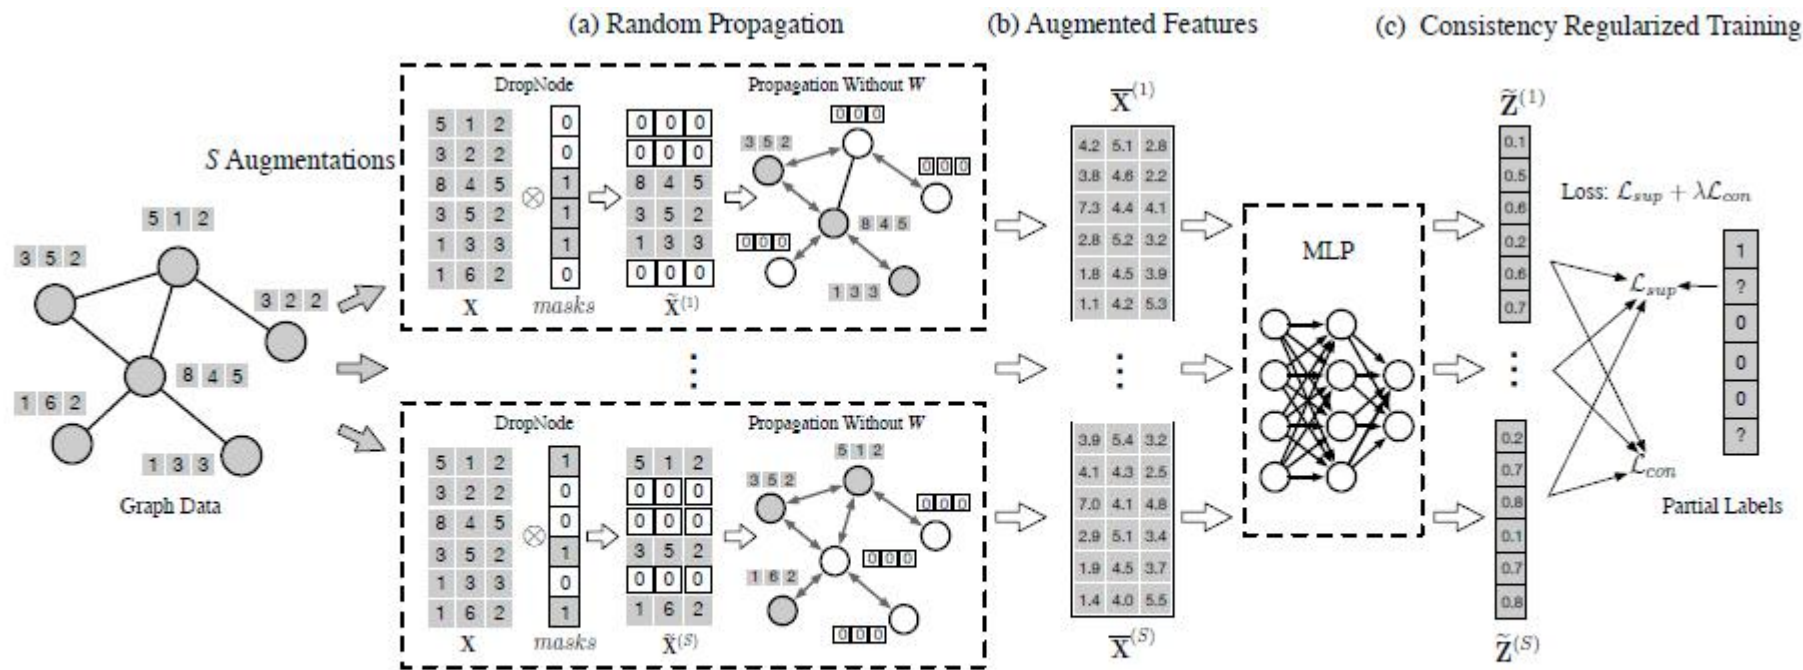 (a) Random Propagation
(b) Augmented Features
(c) Consistency Regularized Training
S Augmentations
5 1 2
3 5 2
3 2 2
8 4 5
1 6 2
1 3 3
Graph Data
DropNode
Propagation Without W
5 1 2 0 0 0 0
3 2 2 0 0 0 0
8 4 5 ⊗ 1 8 4 5
3 5 2 1 3 5 2
1 3 3 1 1 3 3
1 6 2 0 0 0 0
X masks X̃(1)
0 0 0
3 5 2
0 0 0
8 4 5
0 0 0
1 3 3
⋮
DropNode
Propagation Without W
5 1 2 1 5 1 2
3 2 2 0 0 0 0
8 4 5 ⊗ 0 0 0 0
3 5 2 1 3 5 2
1 3 3 0 0 0 0
1 6 2 1 1 6 2
X masks X̃(S)
5 1 2
3 5 2
0 0 0
0 0 0
1 6 2
0 0 0
X̅(1)
4.2 5.1 2.8
3.8 4.6 2.2
7.3 4.4 4.1
2.8 5.2 3.2
1.8 4.5 3.9
1.1 4.2 5.3
⋮
3.9 5.4 3.2
4.1 4.3 2.5
7.0 4.1 4.8
2.9 5.1 3.4
1.9 4.5 3.7
1.4 4.0 5.5
X̅(S)
MLP
Z̃(1)
0.1
0.5
0.6
0.2
0.6
0.7
⋮
0.2
0.7
0.8
0.1
0.7
0.8
Z̃(S)
Loss: ℒsup + λℒcon
ℒsup
ℒcon
1
?
0
0
0
?
Partial Labels